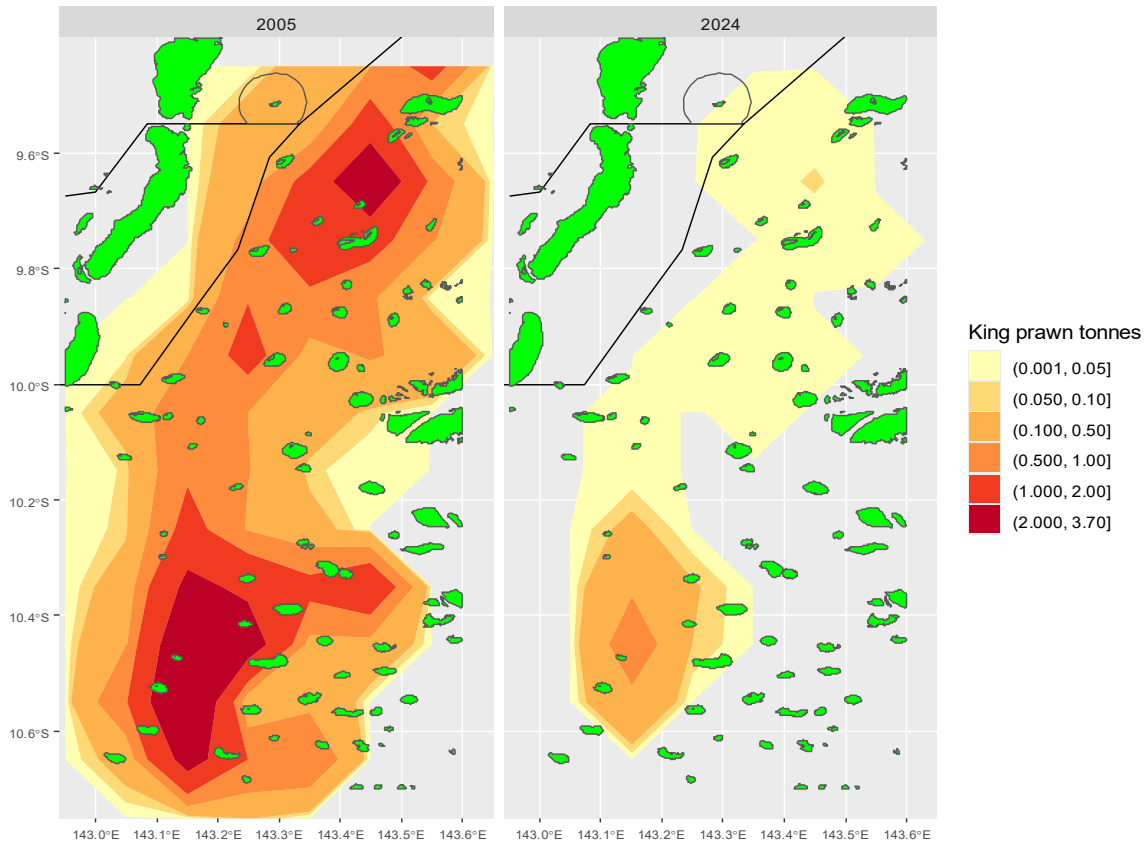 2005
2024
9.6°S
9.8°S
10.0°S
10.2°S
10.4°S
10.6°S
143.0°E 143.1°E 143.2°E 143.3°E 143.4°E 143.5°E 143.6°E
143.0°E 143.1°E 143.2°E 143.3°E 143.4°E 143.5°E 143.6°E
King prawn tonnes
(0.001, 0.05]
(0.050, 0.10]
(0.100, 0.50]
(0.500, 1.00]
(1.000, 2.00]
(2.000, 3.70]